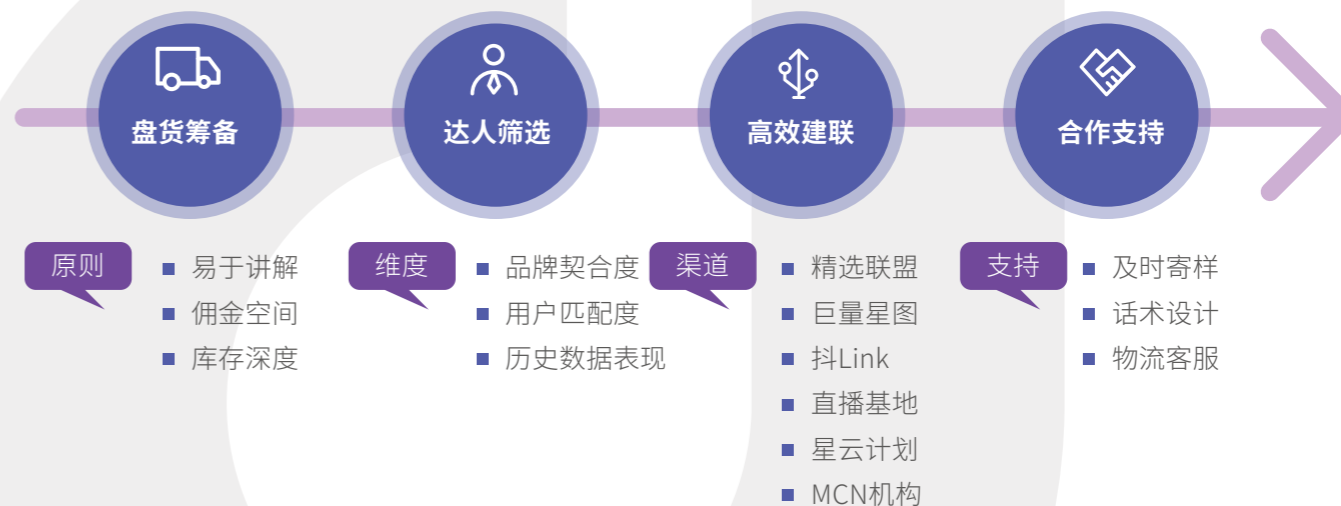 盘货筹备
达人筛选
高效建联
合作支持
原则
易于讲解
佣金空间
库存深度
维度
品牌契合度
用户匹配度
历史数据表现
渠道
精选联盟
巨量星图
抖Link
直播基地
星云计划
MCN机构
支持
及时寄样
话术设计
物流客服